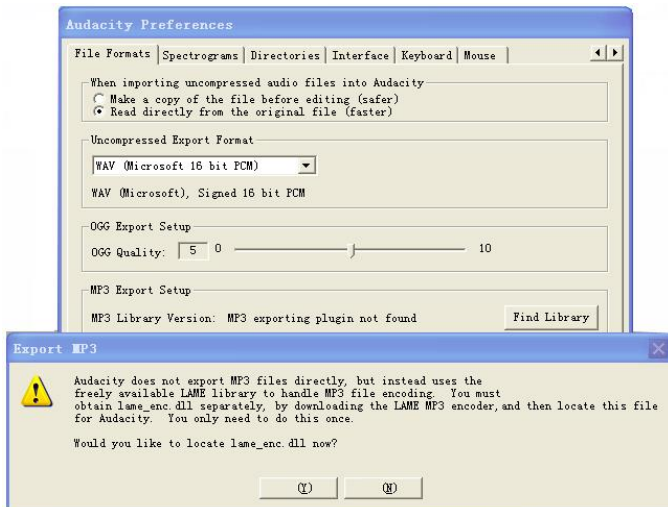 Audacity Preferences
File Formats Spectrograms Directories Interface Keyboard Mouse
When importing uncompressed audio files into Audacity
Make a copy of the file before editing (safer)
Read directly from the original file (faster)
Uncompressed Export Format
WAV (Microsoft 16 bit PCM)
WAV (Microsoft), Signed 16 bit PCM
OGG Export Setup
OGG Quality: 5 0 10
MP3 Export Setup
MP3 Library Version: MP3 exporting plugin not found Find Library
Export MP3
Audacity does not export MP3 files directly, but instead uses the
freely available LAME library to handle MP3 file encoding. You must
obtain lame_enc.dll separately, by downloading the LAME MP3 encoder, and then locate this file
for Audacity. You only need to do this once.
Would you like to locate lame_enc.dll now?
(Y) (N)